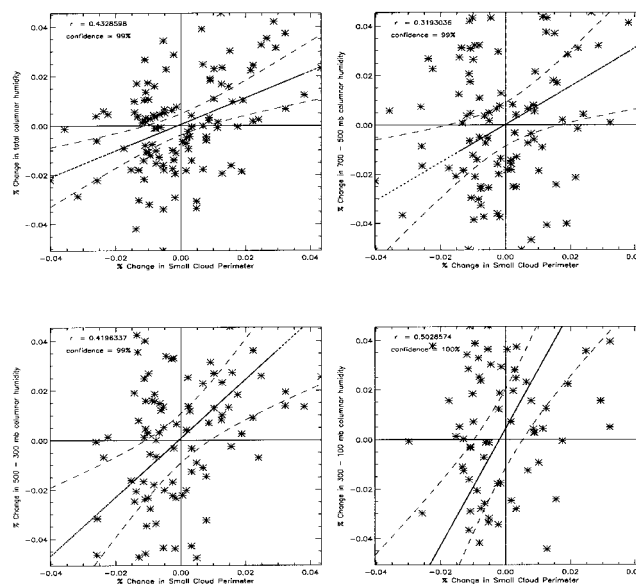 r = 0.4328598
confidence = 99%
0.04
0.02
0.00
-0.02
-0.04
% Change in total columnar humidity
-0.04
-0.02
0.00
0.02
0.04
% Change in Small Cloud Perimeter
r = 0.3193036
confidence = 99%
0.04
0.02
0.00
-0.02
-0.04
% Change in 700 - 500 mb columnar humidity
-0.04
-0.02
0.00
0.02
0.04
% Change in Small Cloud Perimeter
r = 0.4196337
confidence = 99%
0.04
0.02
0.00
-0.02
-0.04
% Change in 500 - 300 mb columnar humidity
-0.04
-0.02
0.00
0.02
0.04
% Change in Small Cloud Perimeter
r = 0.5028574
confidence = 100%
0.04
0.02
0.00
-0.02
-0.04
% Change in 300 - 100 mb columnar humidity
-0.04
-0.02
0.00
0.02
0.04
% Change in Small Cloud Perimeter